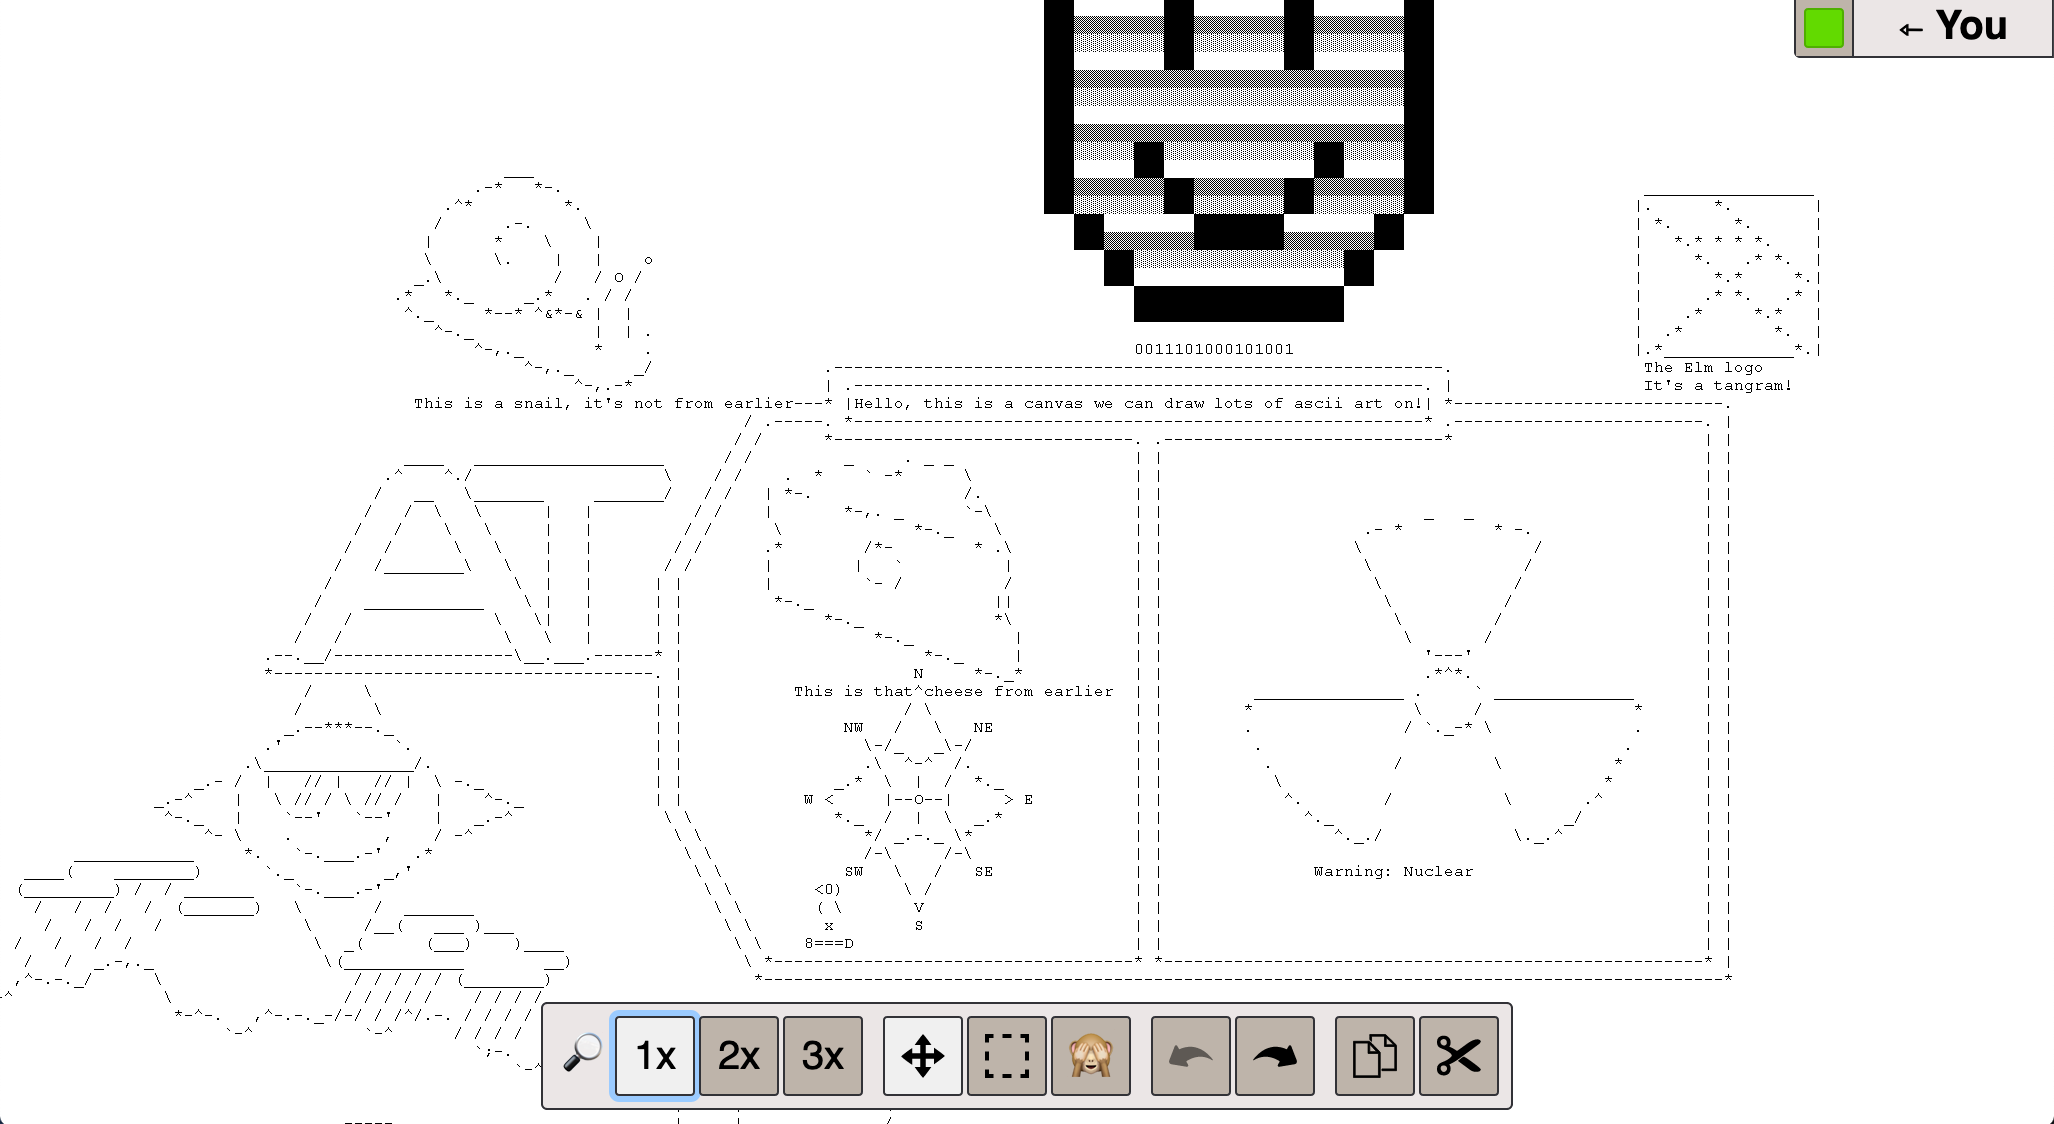 ← You
0011101000101001
The Elm logo
It's a tangram!
This is a snail, it's not from earlier
Hello, this is a canvas we can draw lots of ascii art on!
AT
N
This is that cheese from earlier
NW NE
W E
SW SE
S
Warning: Nuclear
1x 2x 3x